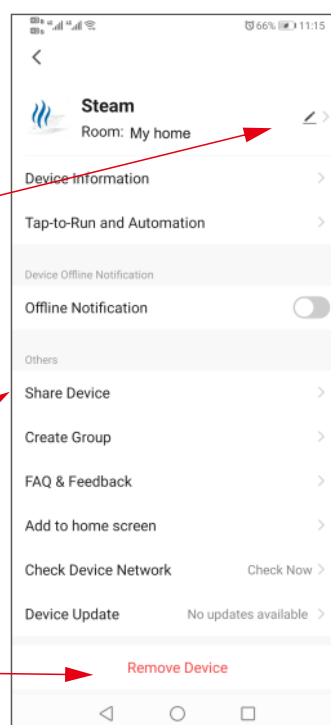 66% 11:15
Steam
Room: My home
Device Information
Tap-to-Run and Automation
Device Offline Notification
Offline Notification
Others
Share Device
Create Group
FAQ & Feedback
Add to home screen
Check Device Network Check Now
Device Update No updates available
Remove Device